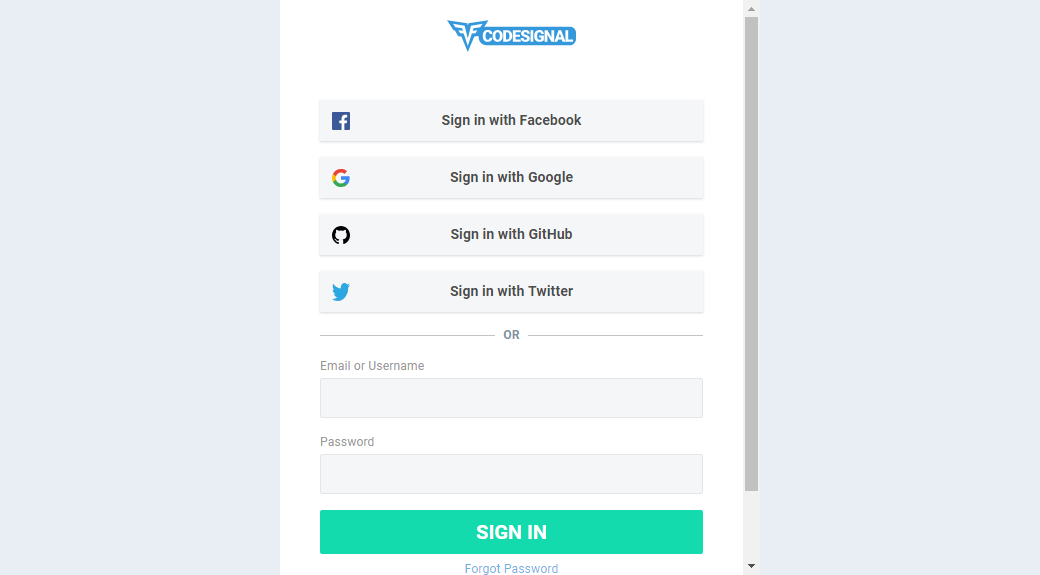 CODESIGNAL
Sign in with Facebook
Sign in with Google
Sign in with GitHub
Sign in with Twitter
OR
Email or Username
Password
SIGN IN
Forgot Password